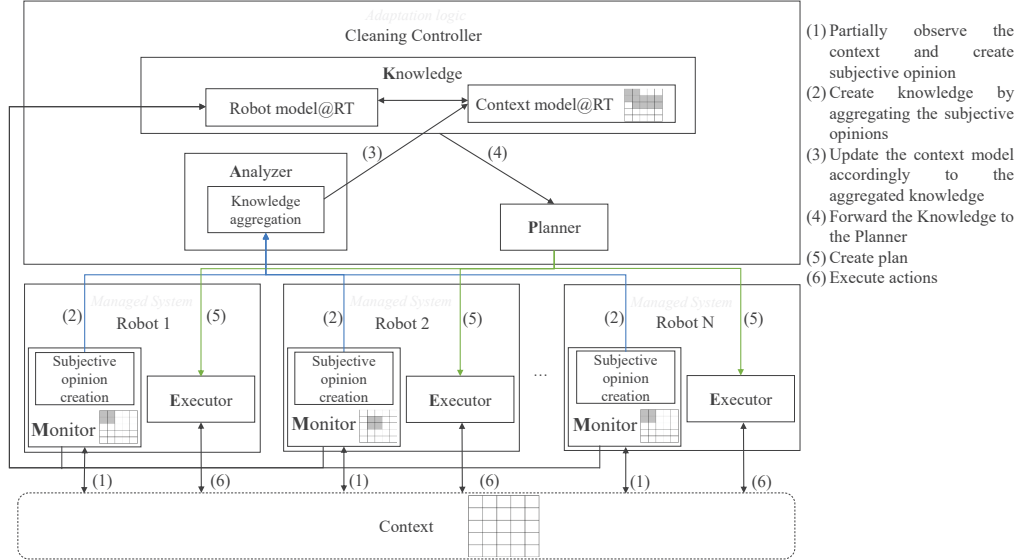 Adaptation logic
Cleaning Controller
Knowledge
Robot model@RT
Context model@RT
(3)
(4)
Analyzer
Knowledge
aggregation
Planner
Managed System
Robot 1
(2)
(5)
Subjective
opinion
creation
Monitor
Executor
(1)
(6)
Managed System
Robot 2
(2)
(5)
Subjective
opinion
creation
Monitor
Executor
(1)
(6)
...
Managed System
Robot N
(2)
(5)
Subjective
opinion
creation
Monitor
Executor
(1)
(6)
Context
(1) Partially observe the
context and create
subjective opinion
(2) Create knowledge by
aggregating the subjective
opinions
(3) Update the context model
accordingly to the
aggregated knowledge
(4) Forward the Knowledge to
the Planner
(5) Create plan
(6) Execute actions